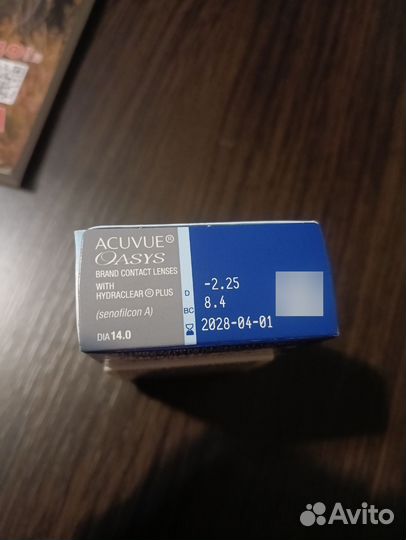 ACUVUE®
OASYS
BRAND CONTACT LENSES
WITH
HYDRACLEAR® PLUS
(senofilcon A)
DIA 14.0
D -2.25
BC 8.4
2028-04-01
Avito